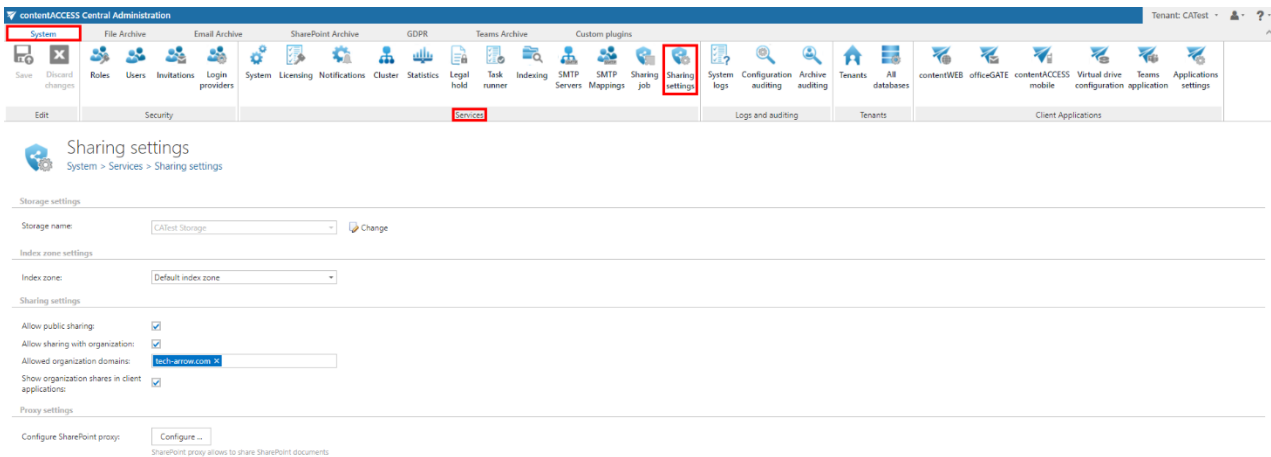 contentACCESS Central Administration
Tenant: CATest
?
System File Archive Email Archive SharePoint Archive GDPR Teams Archive Custom plugins
Save Discard changes Roles Users Invitations Login providers System Licensing Notifications Cluster Statistics Legal hold Task runner Indexing SMTP Servers SMTP Mappings Sharing job Sharing settings System logs Configuration auditing Archive auditing Tenants All databases contentWEB officeGATE contentACCESS mobile Virtual drive configuration Teams application Applications settings
Edit Security Services Logs and auditing Tenants Client Applications
Sharing settings
System > Services > Sharing settings
Storage settings
Storage name: CATest Storage Change
Index zone settings
Index zone: Default index zone
Sharing settings
Allow public sharing:
Allow sharing with organization:
Allowed organization domains: tech-arrow.com ×
Show organization shares in client
applications:
Proxy settings
Configure SharePoint proxy: Configure ...
SharePoint proxy allows to share SharePoint documents